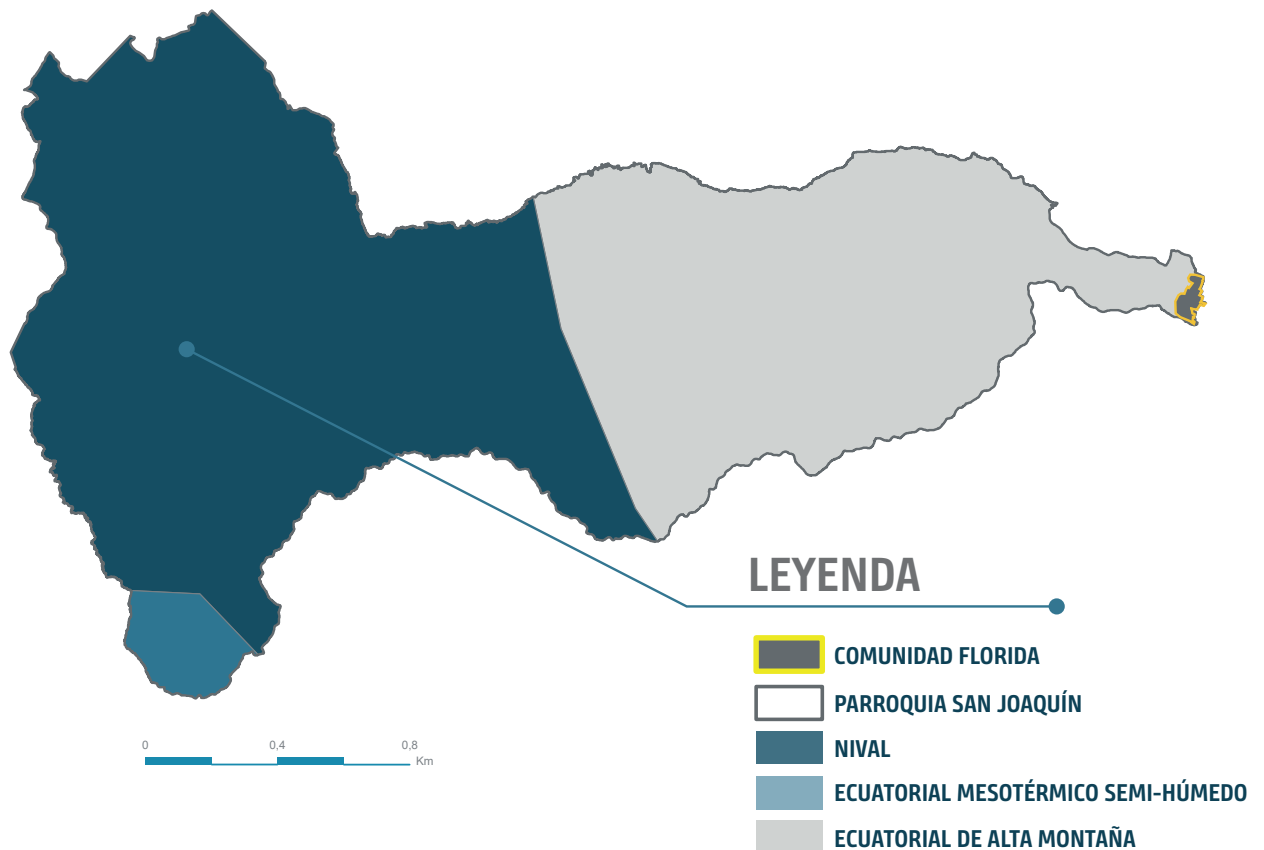 LEYENDA
COMUNIDAD FLORIDA
PARROQUIA SAN JOAQUÍN
NIVAL
ECUATORIAL MESOTÉRMICO SEMI-HÚMEDO
ECUATORIAL DE ALTA MONTAÑA
0 0,4 0,8
Km